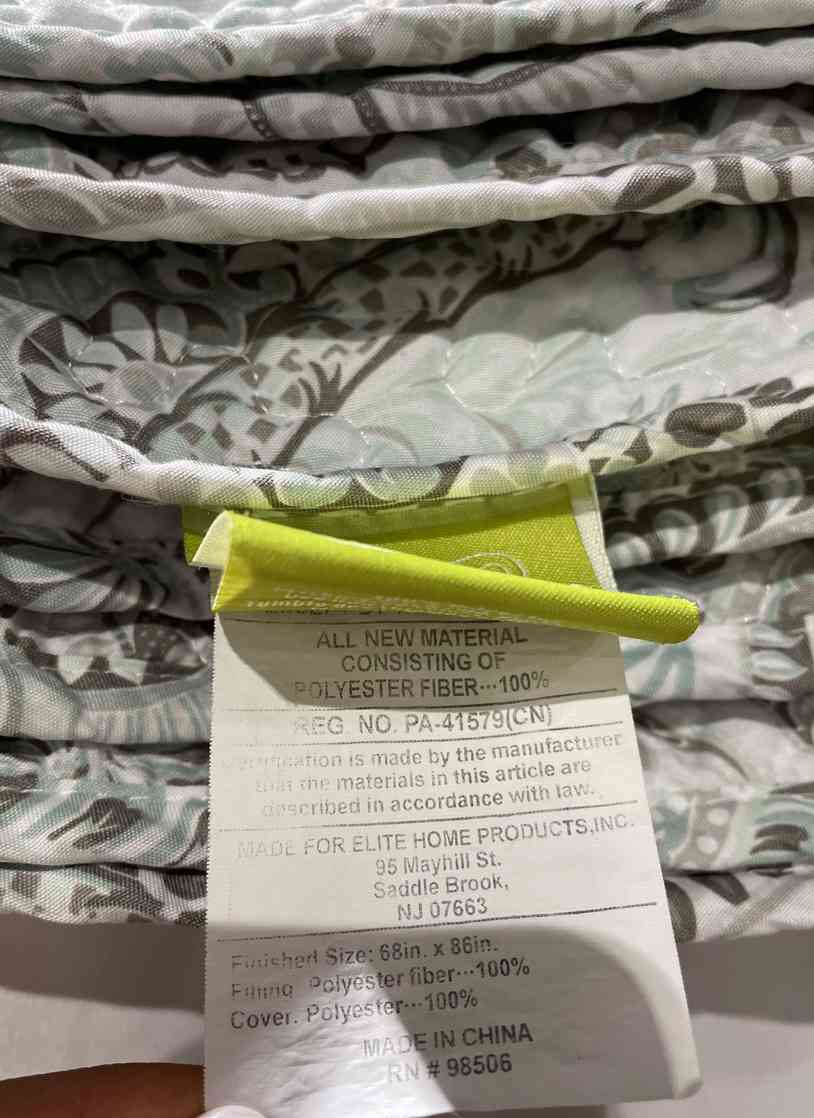 ALL NEW MATERIAL
CONSISTING OF
POLYESTER FIBER···100%
REG. NO. PA-41579(CN)
Certification is made by the manufacturer
that the materials in this article are
described in accordance with law.
MADE FOR ELITE HOME PRODUCTS,INC.
95 Mayhill St.
Saddle Brook,
NJ 07663
Finished Size: 68in. x 86in.
Filling. Polyester fiber···100%
Cover. Polyester···100%
MADE IN CHINA
RN # 98506